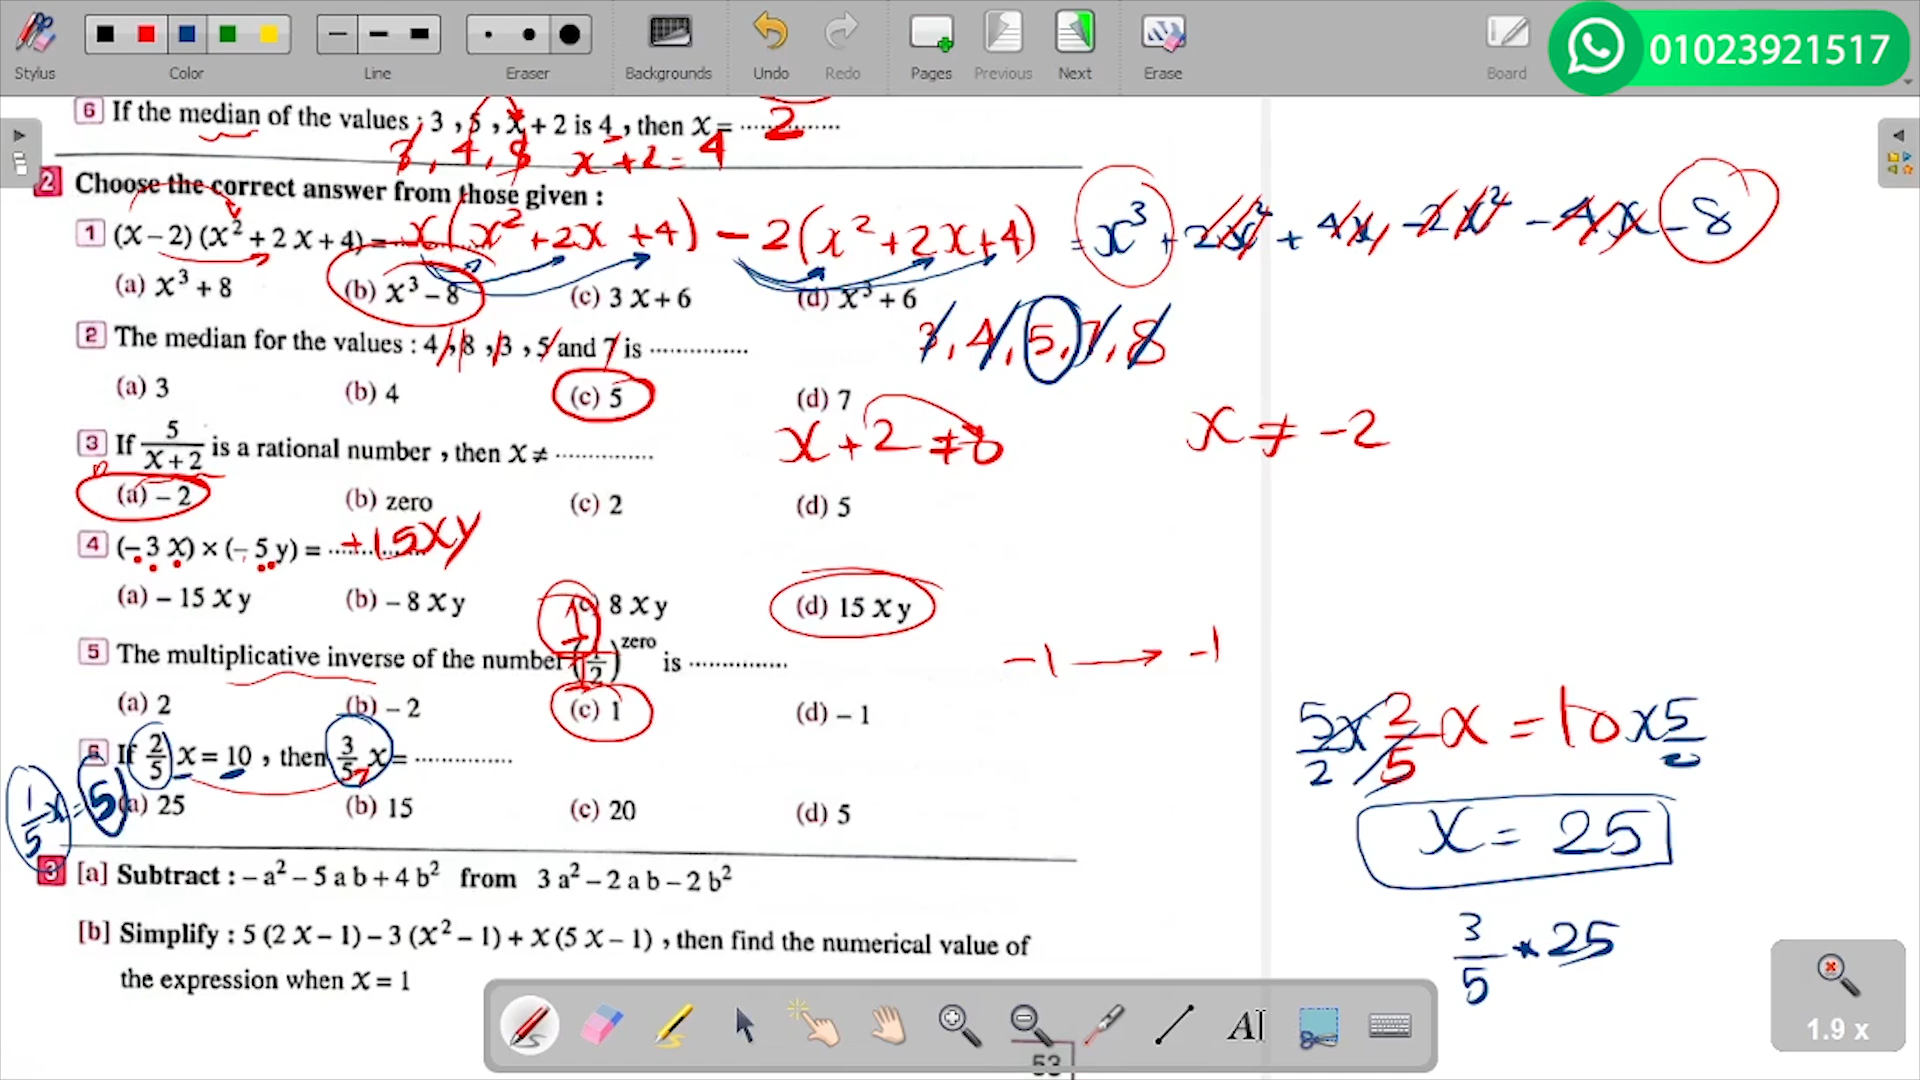 Stylus Color Line Eraser Backgrounds Undo Redo Pages Previous Next Erase Board 01023921517
6 If the median of the values : 3 , 5 , x + 2 is 4 , then X = .............. 2
3, 4, 5 x + 2 = 4
2 Choose the correct answer from those given :
1 (X – 2) (X² + 2 X + 4) = x(x² + 2x + 4) – 2(x² + 2x + 4) = x³ + 2x² + 4x – 2x² – 4x – 8
(a) X³ + 8 (b) X³ – 8 (c) 3 X + 6 (d) X³ + 6
2 The median for the values : 4 , 8 , 3 , 5 and 7 is ............... 3, 4, 5, 7, 8
(a) 3 (b) 4 (c) 5 (d) 7
3 If 5/(X + 2) is a rational number , then X ≠ ............... x + 2 ≠ 0 x ≠ -2
(a) – 2 (b) zero (c) 2 (d) 5
4 (– 3 X) × (– 5 y) = ............... +15xy
(a) – 15 X y (b) – 8 X y (c) 8 X y (d) 15 X y
5 The multiplicative inverse of the number (1/2)^zero is ............... -1 → -1
(a) 2 (b) – 2 (c) 1 (d) – 1
6 If 2/5 X = 10 , then 3/5 X = ............... 5/2 x 2/5 x = 10 x 5/2
1/5 x = 5 (a) 25 (b) 15 (c) 20 (d) 5 x = 25
3 [a] Subtract : – a² – 5 a b + 4 b² from 3 a² – 2 a b – 2 b²
[b] Simplify : 5 (2 X – 1) – 3 (X² – 1) + X (5 X – 1) , then find the numerical value of 3/5 * 25
the expression when X = 1
1.9 x
53